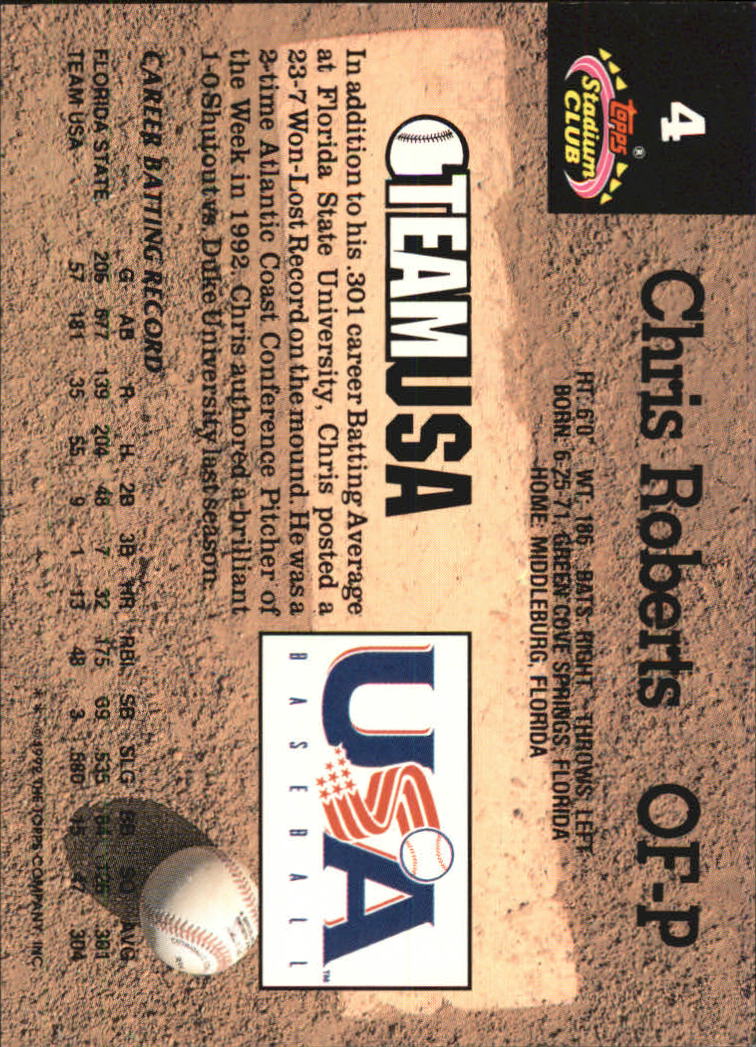 4
Topps®
Stadium
CLUB
Chris Roberts OF-P
HT: 6'0" WT: 186 BATS: RIGHT THROWS: LEFT
BORN: 6-25-71, GREEN COVE SPRINGS, FLORIDA
HOME: MIDDLEBURG, FLORIDA
TEAM USA
In addition to his .301 career Batting Average
at Florida State University, Chris posted a
23-7 Won-Lost Record on the mound. He was a
2-time Atlantic Coast Conference Pitcher of
the Week in 1992. Chris authored a brilliant
1-0 Shutout vs. Duke University last season.
USA
BASEBALL™
CAREER BATTING RECORD
G AB R H 2B 3B HR RBI SB SLG BB SO AVG
FLORIDA STATE 206 677 139 204 48 7 32 175 69 .535 .301
TEAM USA 57 181 35 55 9 1 13 48 3 .580 15 47 .304
* * ©1992 THE TOPPS COMPANY, INC.